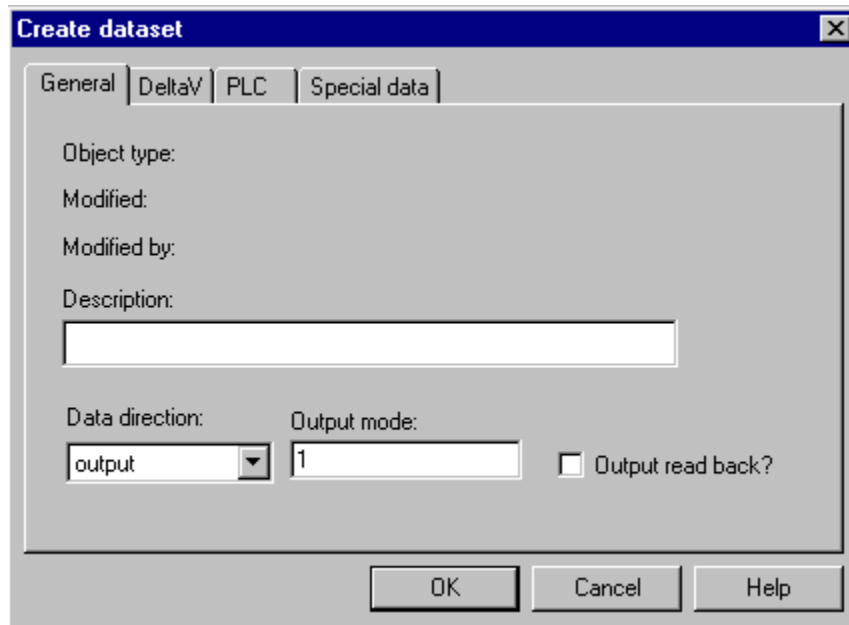 Create dataset
General DeltaV PLC Special data
Object type:
Modified:
Modified by:
Description:
Data direction: Output mode:
output 1 Output read back?
OK Cancel Help